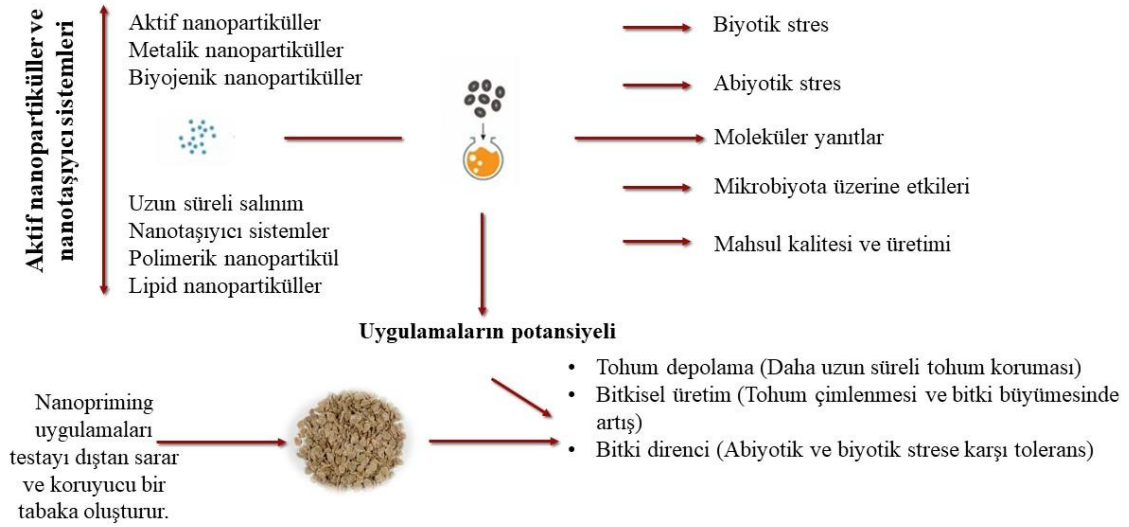 Aktif nanopartiküller ve
nanotaşıyıcı sistemleri
Aktif nanopartiküller
Metalik nanopartiküller
Biyojenik nanopartiküller
Uzun süreli salınım
Nanotaşıyıcı sistemler
Polimerik nanopartikül
Lipid nanopartiküller
Biyotik stres
Abiyotik stres
Moleküler yanıtlar
Mikrobiyota üzerine etkileri
Mahsul kalitesi ve üretimi
Uygulamaların potansiyeli
• Tohum depolama (Daha uzun süreli tohum koruması)
• Bitkisel üretim (Tohum çimlenmesi ve bitki büyümesinde
artış)
• Bitki direnci (Abiyotik ve biyotik strese karşı tolerans)
Nanopriming
uygulamaları
testayı dıştan sarar
ve koruyucu bir
tabaka oluşturur.